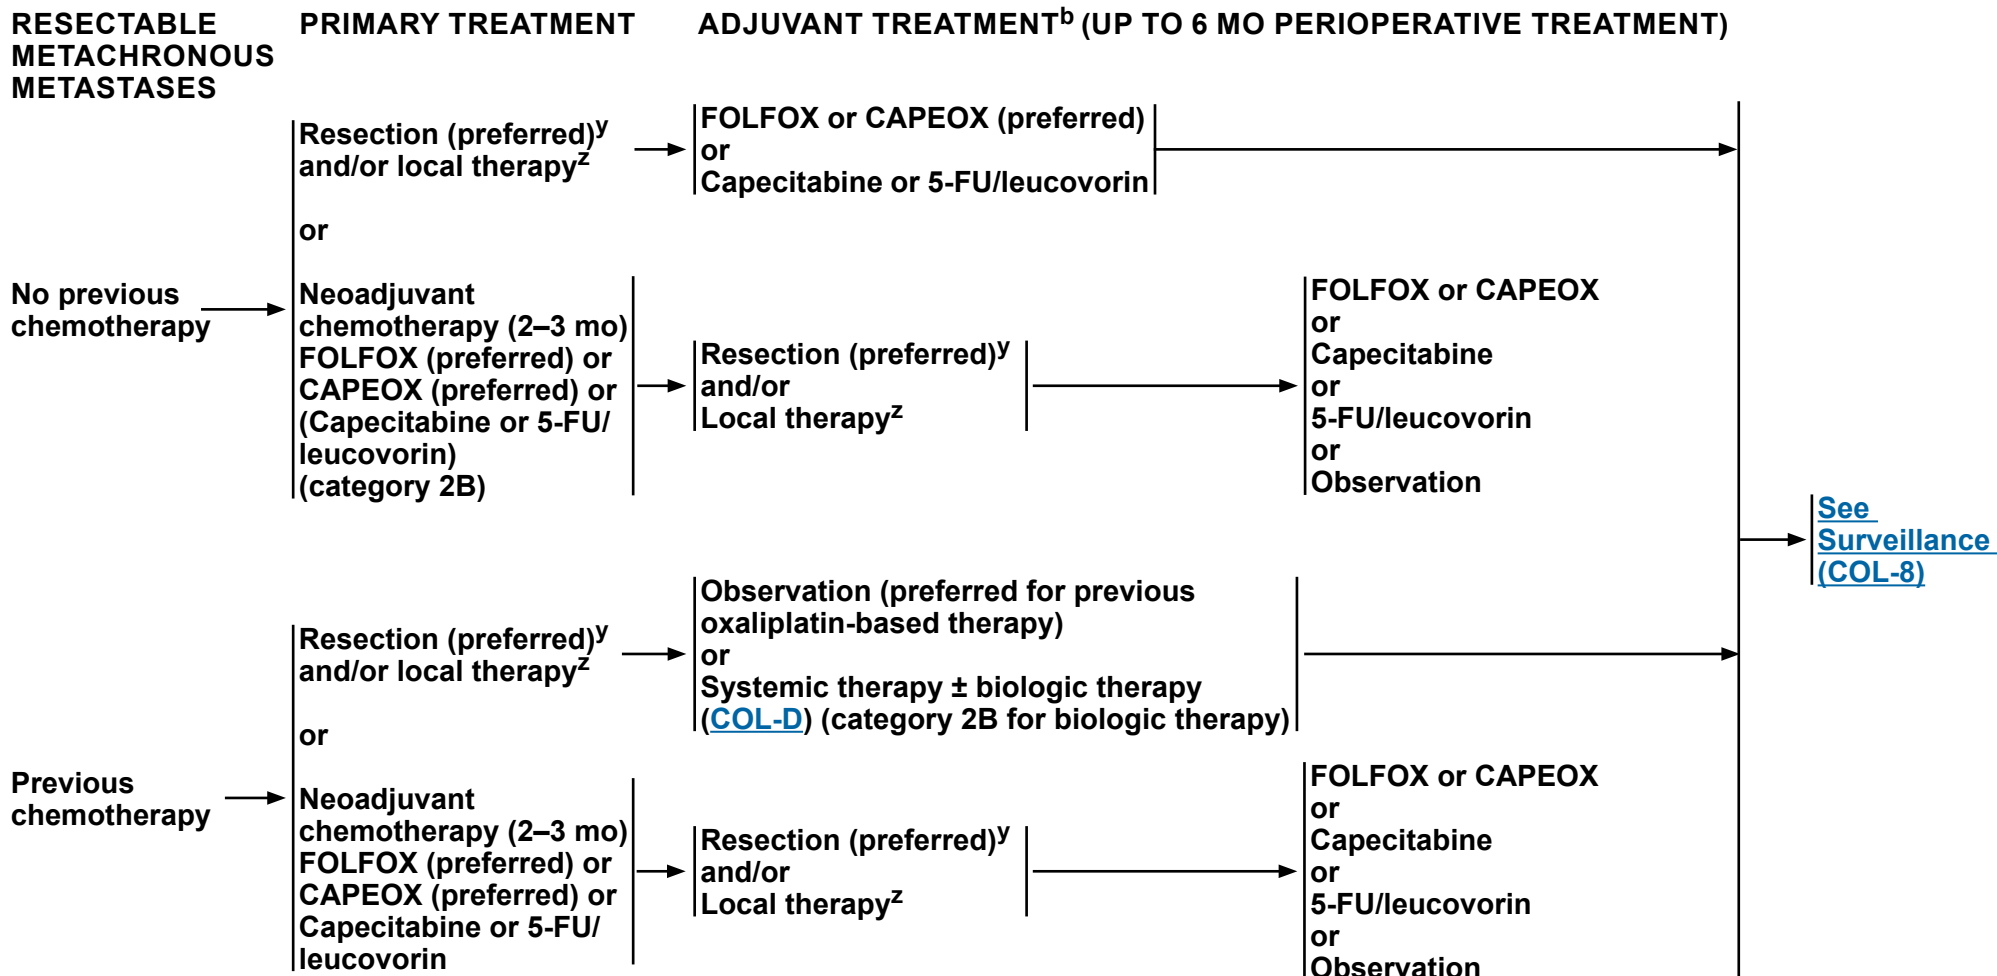 RESECTABLE
METACHRONOUS
METASTASES
PRIMARY TREATMENT
ADJUVANT TREATMENTᵇ (UP TO 6 MO PERIOPERATIVE TREATMENT)
No previous
chemotherapy
Resection (preferred)ʸ
and/or local therapyᶻ
or
Neoadjuvant
chemotherapy (2–3 mo)
FOLFOX (preferred) or
CAPEOX (preferred) or
(Capecitabine or 5-FU/
leucovorin)
(category 2B)
FOLFOX or CAPEOX (preferred)
or
Capecitabine or 5-FU/leucovorin
Resection (preferred)ʸ
and/or
Local therapyᶻ
FOLFOX or CAPEOX
or
Capecitabine
or
5-FU/leucovorin
or
Observation
Previous
chemotherapy
Resection (preferred)ʸ
and/or local therapyᶻ
or
Neoadjuvant
chemotherapy (2–3 mo)
FOLFOX (preferred) or
CAPEOX (preferred) or
Capecitabine or 5-FU/
leucovorin
Observation (preferred for previous
oxaliplatin-based therapy)
or
Systemic therapy ± biologic therapy
(COL-D) (category 2B for biologic therapy)
Resection (preferred)ʸ
and/or
Local therapyᶻ
FOLFOX or CAPEOX
or
Capecitabine
or
5-FU/leucovorin
or
Observation
See
Surveillance
(COL-8)